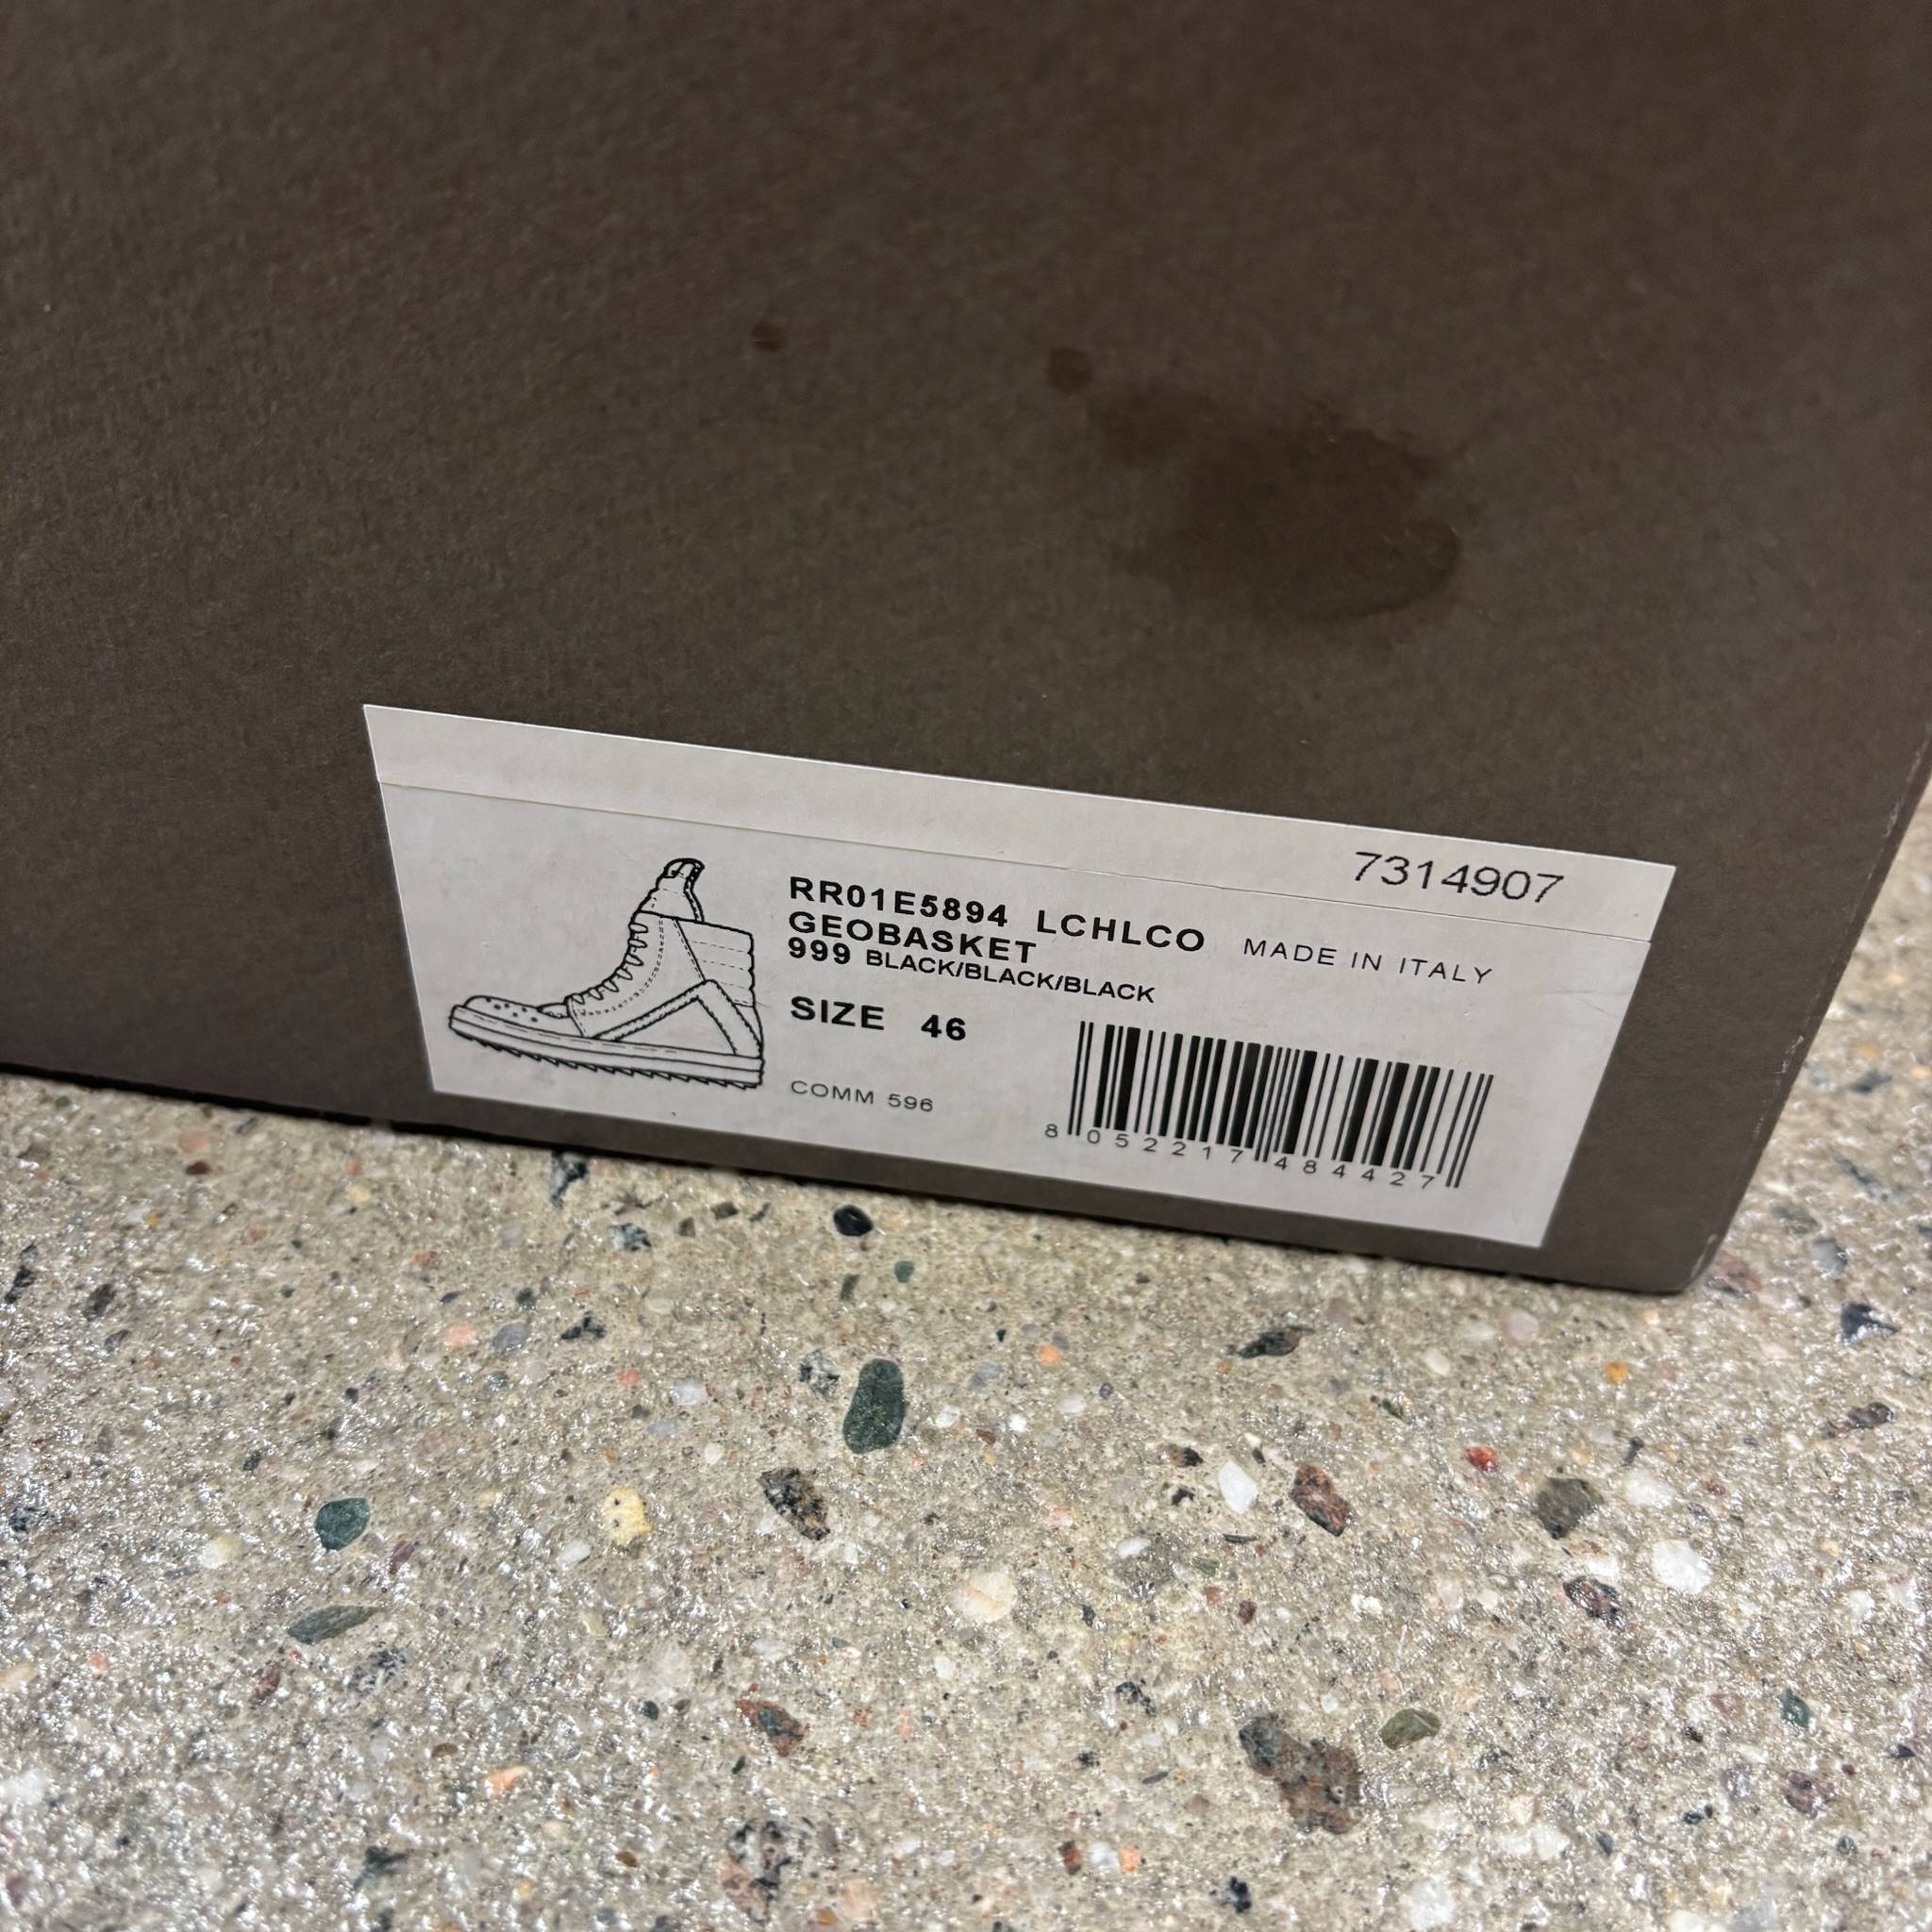 7314907
RR01E5894 LCHLCO MADE IN ITALY
GEOBASKET
999 BLACK/BLACK/BLACK
SIZE 46
COMM 596
8 052217 484427